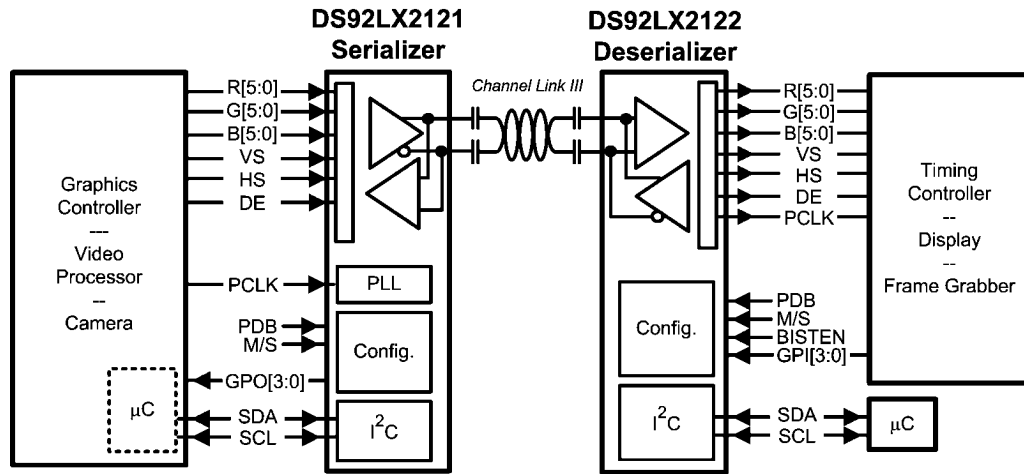 DS92LX2121
Serializer
DS92LX2122
Deserializer
Channel Link III
Graphics
Controller
---
Video
Processor
--
Camera
μC
R[5:0]
G[5:0]
B[5:0]
VS
HS
DE
PCLK
PDB
M/S
GPO[3:0]
SDA
SCL
PLL
Config.
I²C
Config.
I²C
R[5:0]
G[5:0]
B[5:0]
VS
HS
DE
PCLK
PDB
M/S
BISTEN
GPI[3:0]
SDA
SCL
Timing
Controller
--
Display
--
Frame Grabber
μC